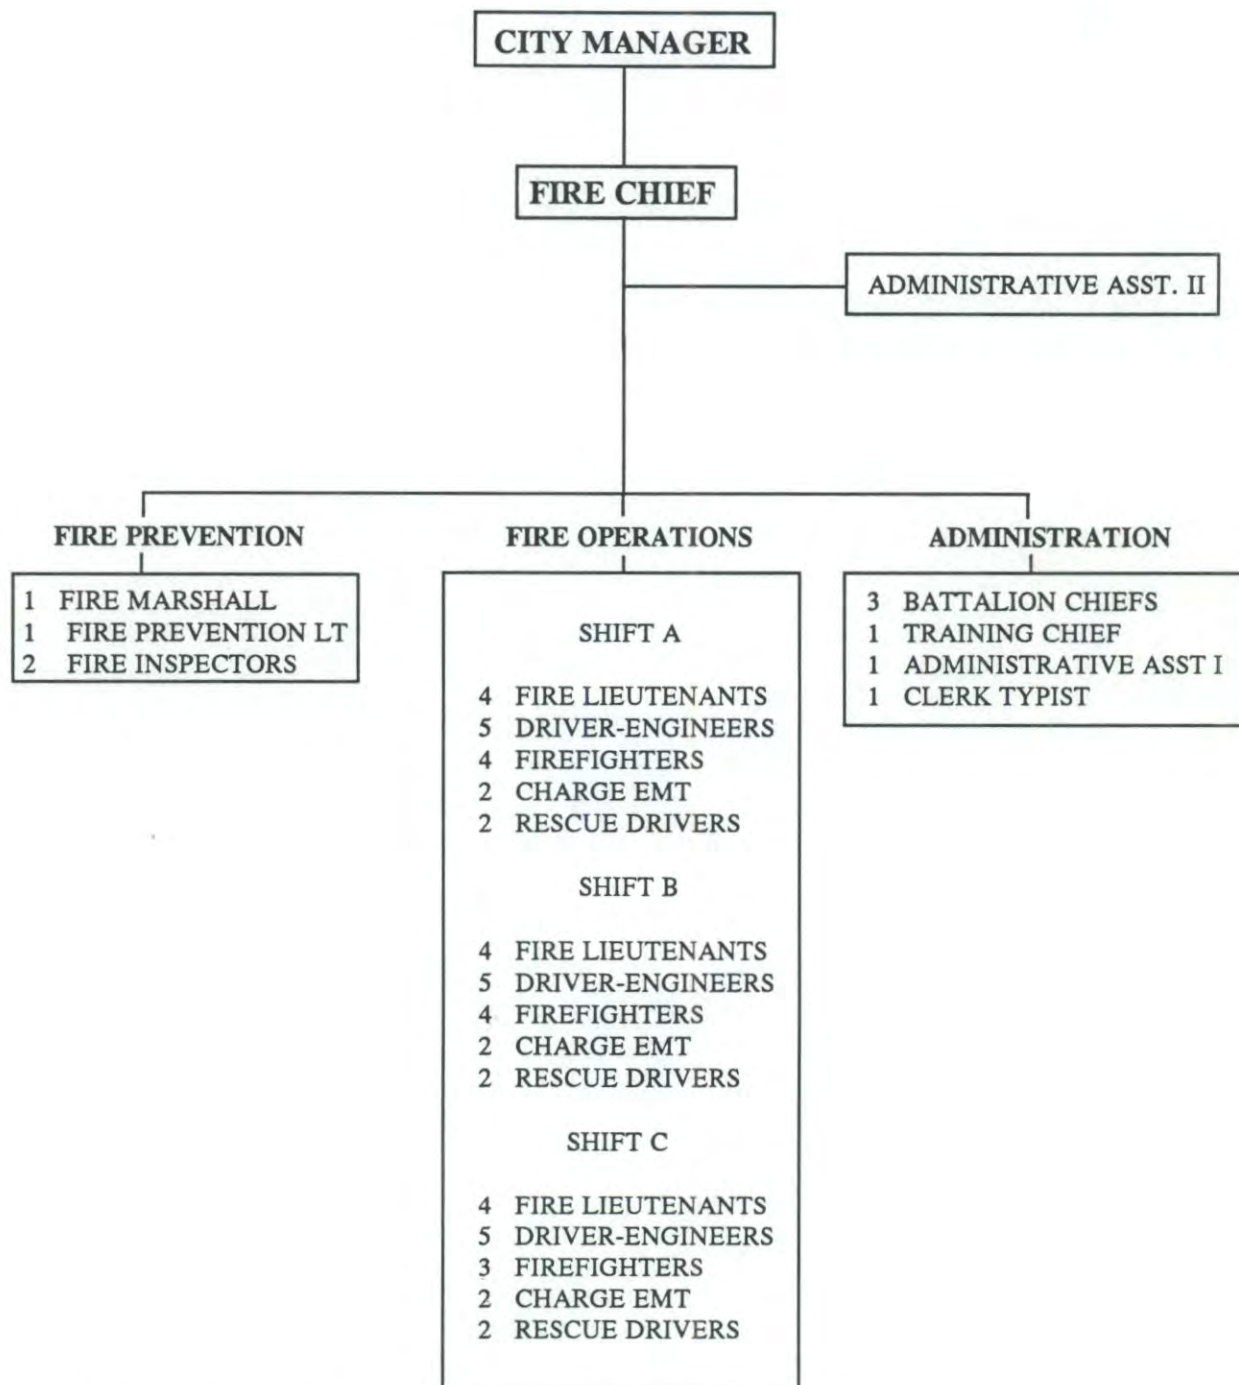 CITY MANAGER
FIRE CHIEF
ADMINISTRATIVE ASST. II
FIRE PREVENTION
1 FIRE MARSHALL
1 FIRE PREVENTION LT
2 FIRE INSPECTORS
FIRE OPERATIONS
SHIFT A
4 FIRE LIEUTENANTS
5 DRIVER-ENGINEERS
4 FIREFIGHTERS
2 CHARGE EMT
2 RESCUE DRIVERS
SHIFT B
4 FIRE LIEUTENANTS
5 DRIVER-ENGINEERS
4 FIREFIGHTERS
2 CHARGE EMT
2 RESCUE DRIVERS
SHIFT C
4 FIRE LIEUTENANTS
5 DRIVER-ENGINEERS
3 FIREFIGHTERS
2 CHARGE EMT
2 RESCUE DRIVERS
ADMINISTRATION
3 BATTALION CHIEFS
1 TRAINING CHIEF
1 ADMINISTRATIVE ASST I
1 CLERK TYPIST